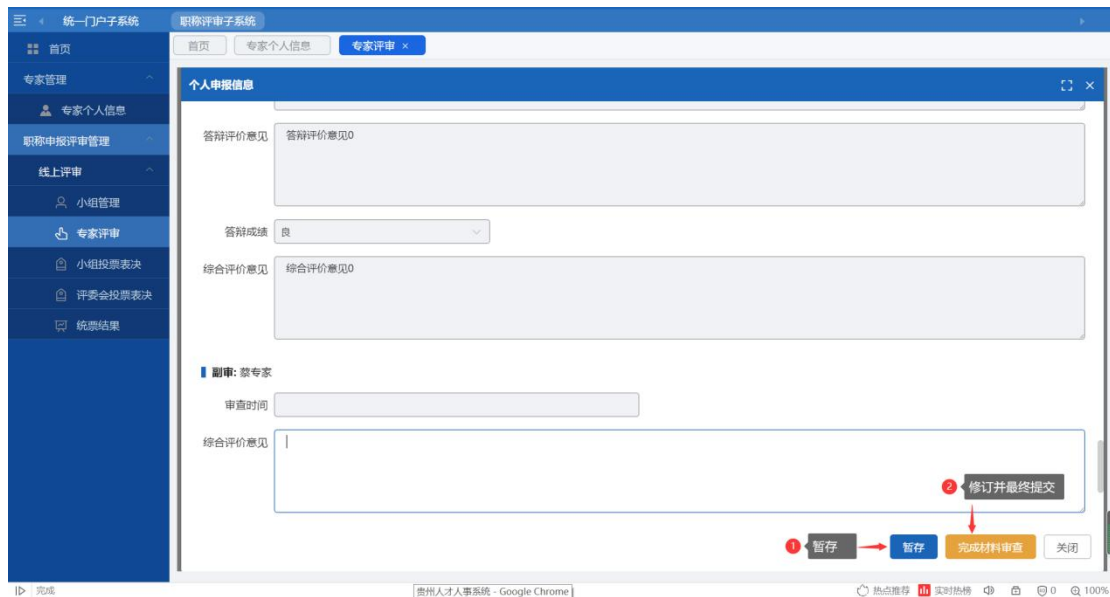 统一门户子系统 职称评审子系统
首页
首页 专家个人信息 专家评审 ×
专家管理
个人申报信息
专家个人信息
职称申报评审管理
答辩评价意见 答辩评价意见0
线上评审
小组管理
专家评审
答辩成绩 良
小组投票表决
综合评价意见 综合评价意见0
评委会投票表决
统票结果
副审: 蔡专家
审查时间
综合评价意见
2 修订并最终提交
1 暂存 暂存 完成材料审查 关闭
完成 贵州人才人事系统 - Google Chrome 热点推荐 实时热榜 0 100%